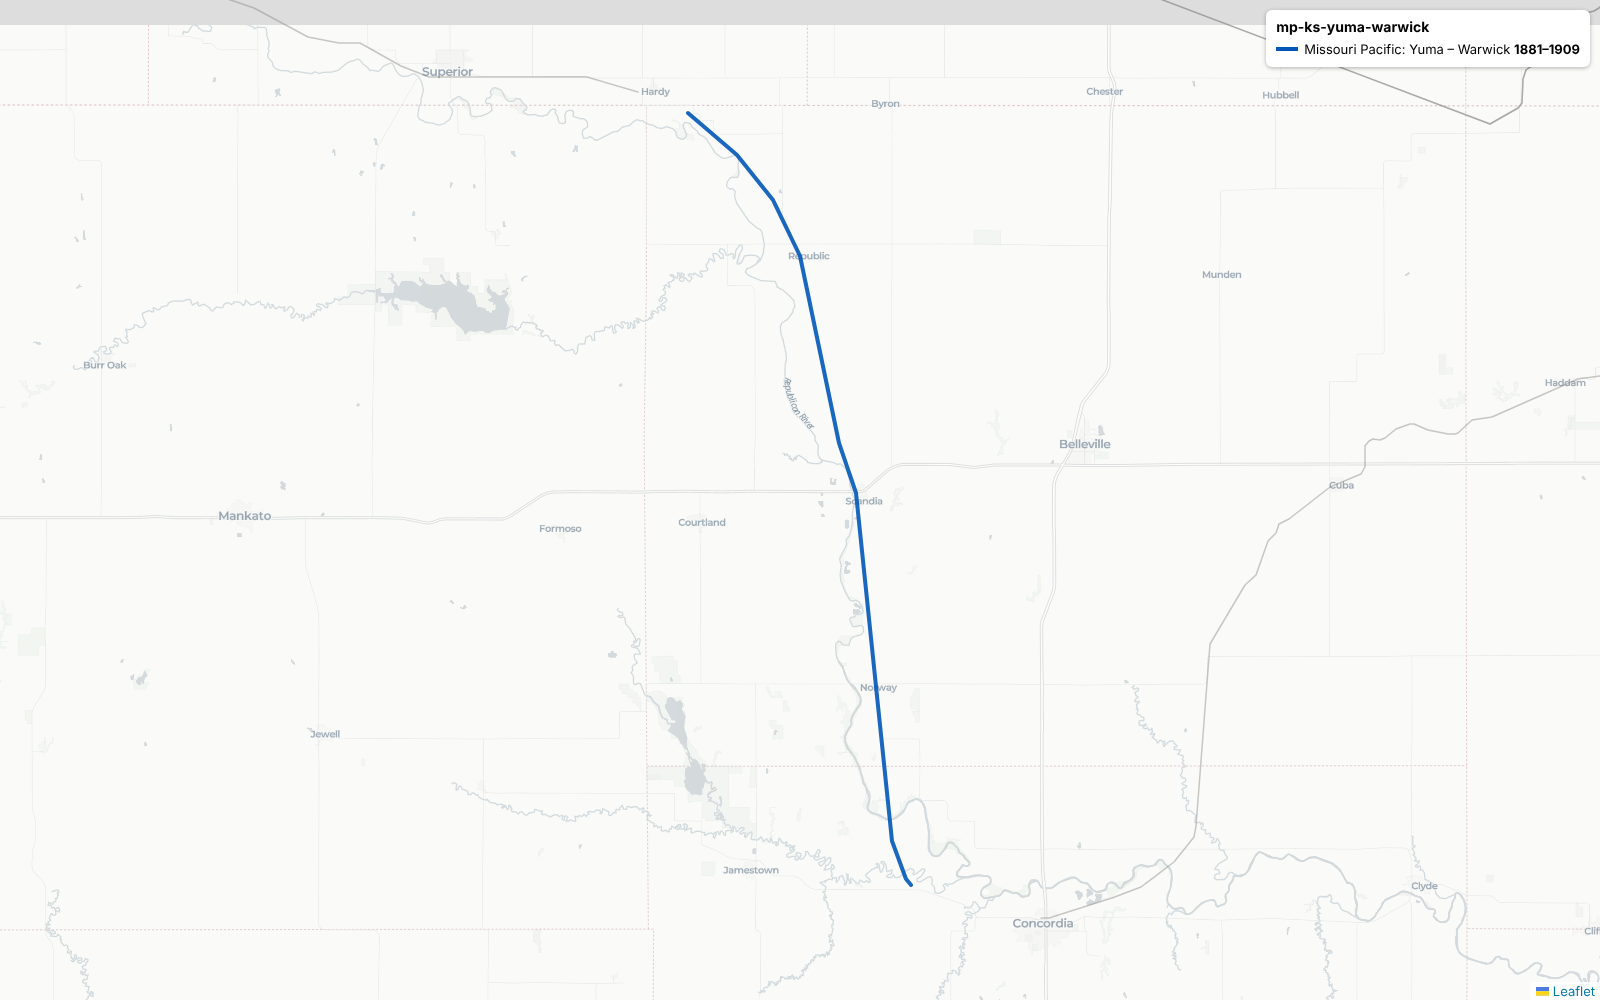 mp-ks-yuma-warwick
Missouri Pacific: Yuma – Warwick 1881–1909
Superior
Hardy
Byron
Chester
Hubbell
Republic
Munden
Burr Oak
Republican River
Haddam
Belleville
Scandia
Cuba
Mankato
Formoso
Courtland
Norway
Jewell
Jamestown
Clyde
Concordia
Clif
Leaflet